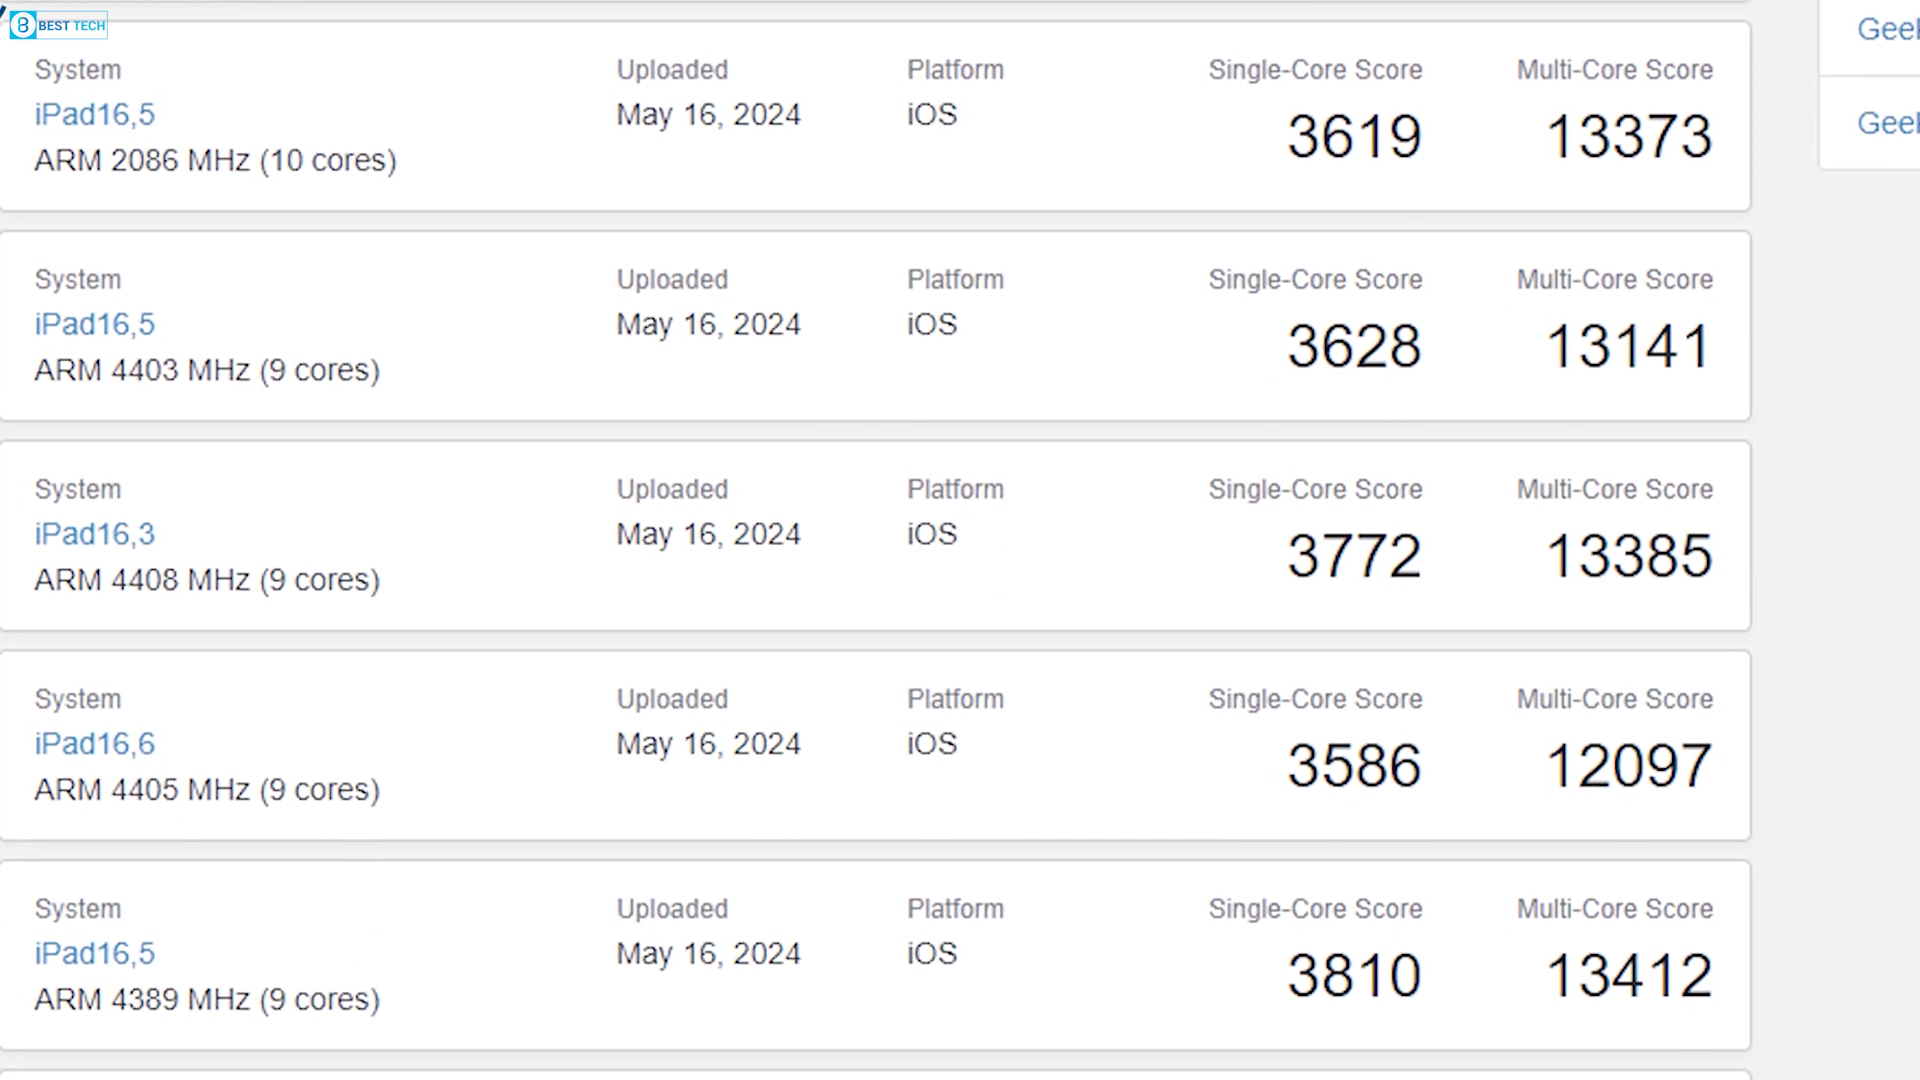 BEST TECH
System Uploaded Platform Single-Core Score Multi-Core Score
iPad16,5 May 16, 2024 iOS 3619 13373
ARM 2086 MHz (10 cores)
System Uploaded Platform Single-Core Score Multi-Core Score
iPad16,5 May 16, 2024 iOS 3628 13141
ARM 4403 MHz (9 cores)
System Uploaded Platform Single-Core Score Multi-Core Score
iPad16,3 May 16, 2024 iOS 3772 13385
ARM 4408 MHz (9 cores)
System Uploaded Platform Single-Core Score Multi-Core Score
iPad16,6 May 16, 2024 iOS 3586 12097
ARM 4405 MHz (9 cores)
System Uploaded Platform Single-Core Score Multi-Core Score
iPad16,5 May 16, 2024 iOS 3810 13412
ARM 4389 MHz (9 cores)